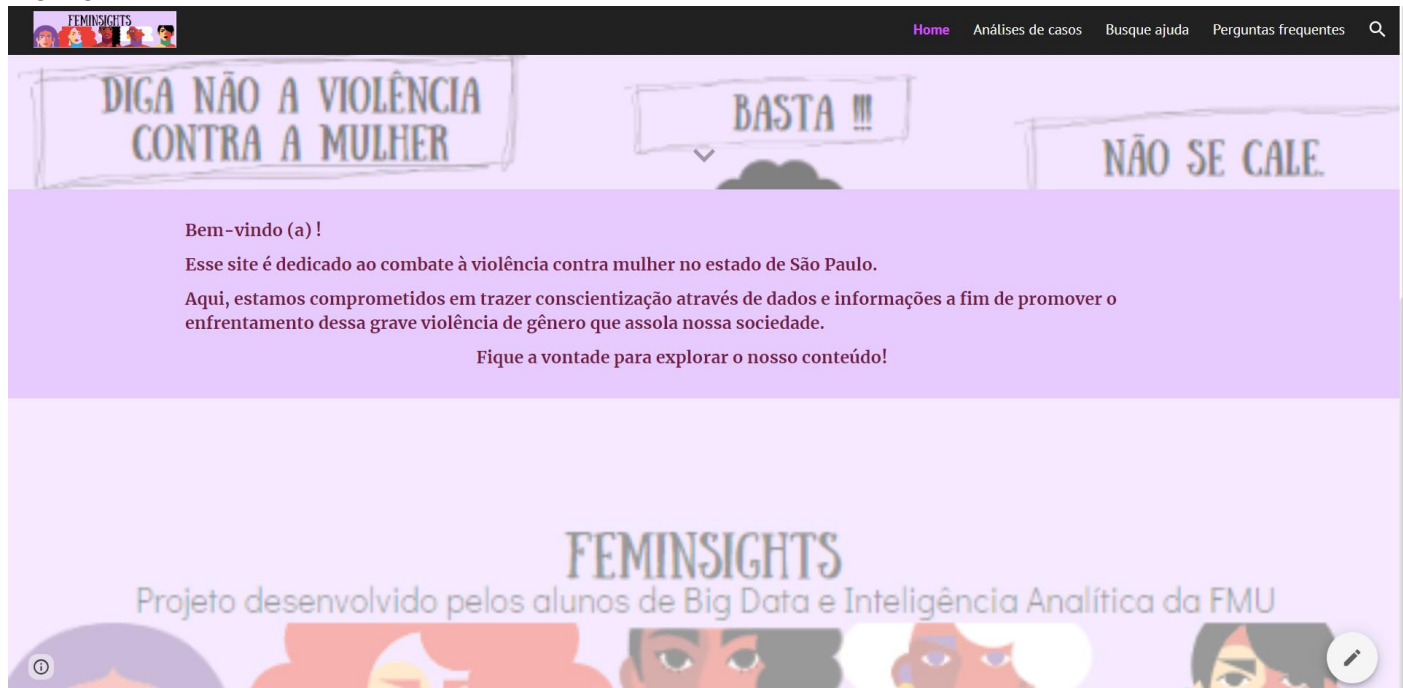 FEMINSIGHTS
Home Análises de casos Busque ajuda Perguntas frequentes
DIGA NÃO A VIOLÊNCIA
CONTRA A MULHER
BASTA !!!
NÃO SE CALE.
Bem-vindo (a) !
Esse site é dedicado ao combate à violência contra mulher no estado de São Paulo.
Aqui, estamos comprometidos em trazer conscientização através de dados e informações a fim de promover o
enfrentamento dessa grave violência de gênero que assola nossa sociedade.
Fique a vontade para explorar o nosso conteúdo!
FEMINSIGHTS
Projeto desenvolvido pelos alunos de Big Data e Inteligência Analítica da FMU